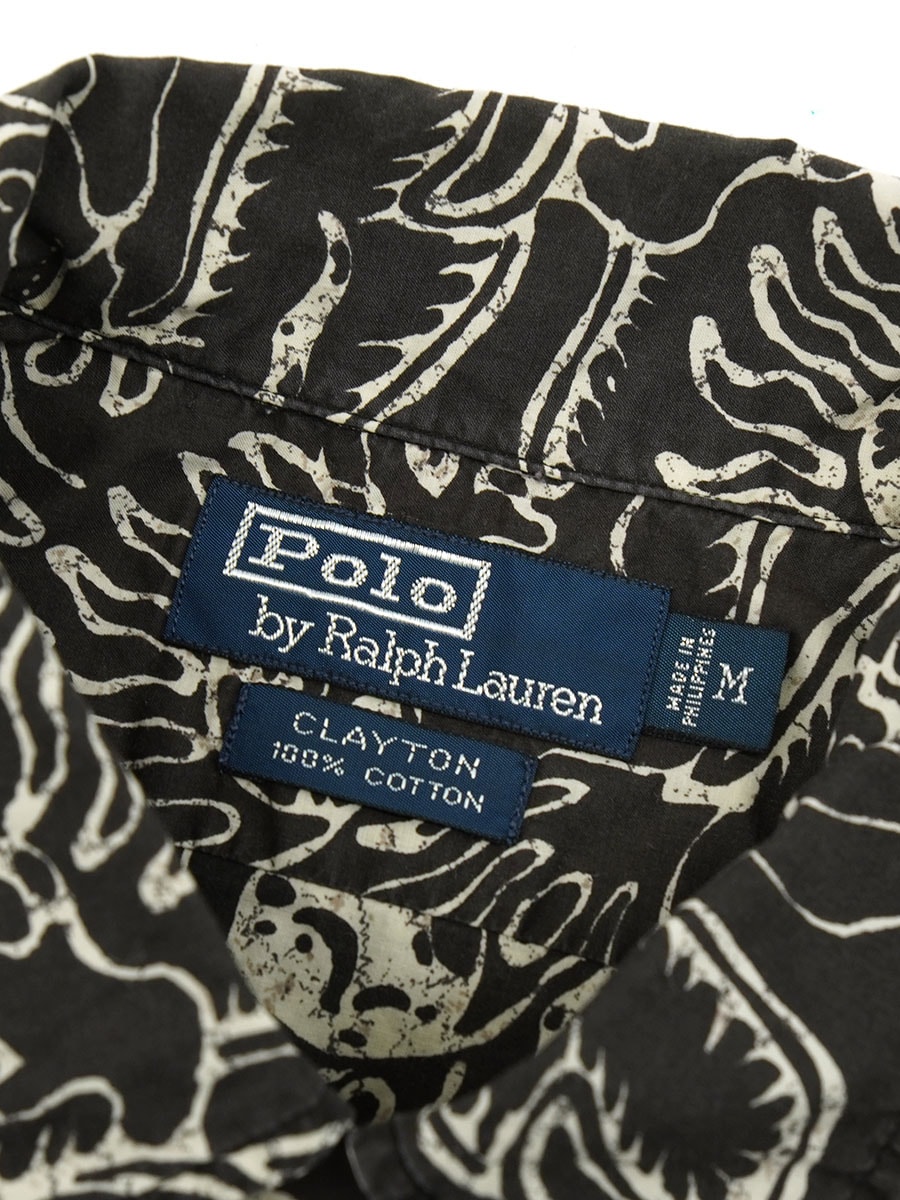 Polo
by Ralph Lauren
MADE IN
PHILIPPINES
M
CLAYTON
100% COTTON